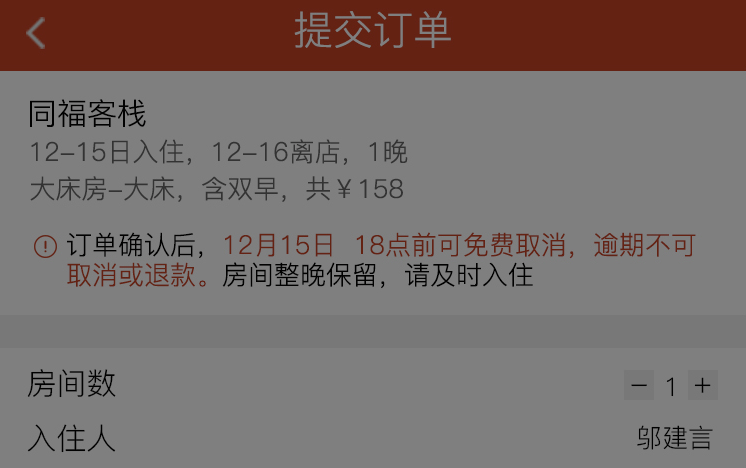 提交订单
同福客栈
12-15日入住，12-16离店，1晚
大床房-大床，含双早，共￥158
订单确认后，12月15日 18点前可免费取消，逾期不可
取消或退款。房间整晚保留，请及时入住
房间数 － 1 ＋
入住人 邬建言